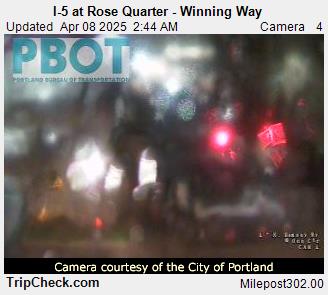 I-5 at Rose Quarter - Winning Way
Updated Apr 08 2025 2:44 AM Camera 4
PBOT
PORTLAND BUREAU OF TRANSPORTATION
Camera courtesy of the City of Portland
TripCheck.com Milepost302.00